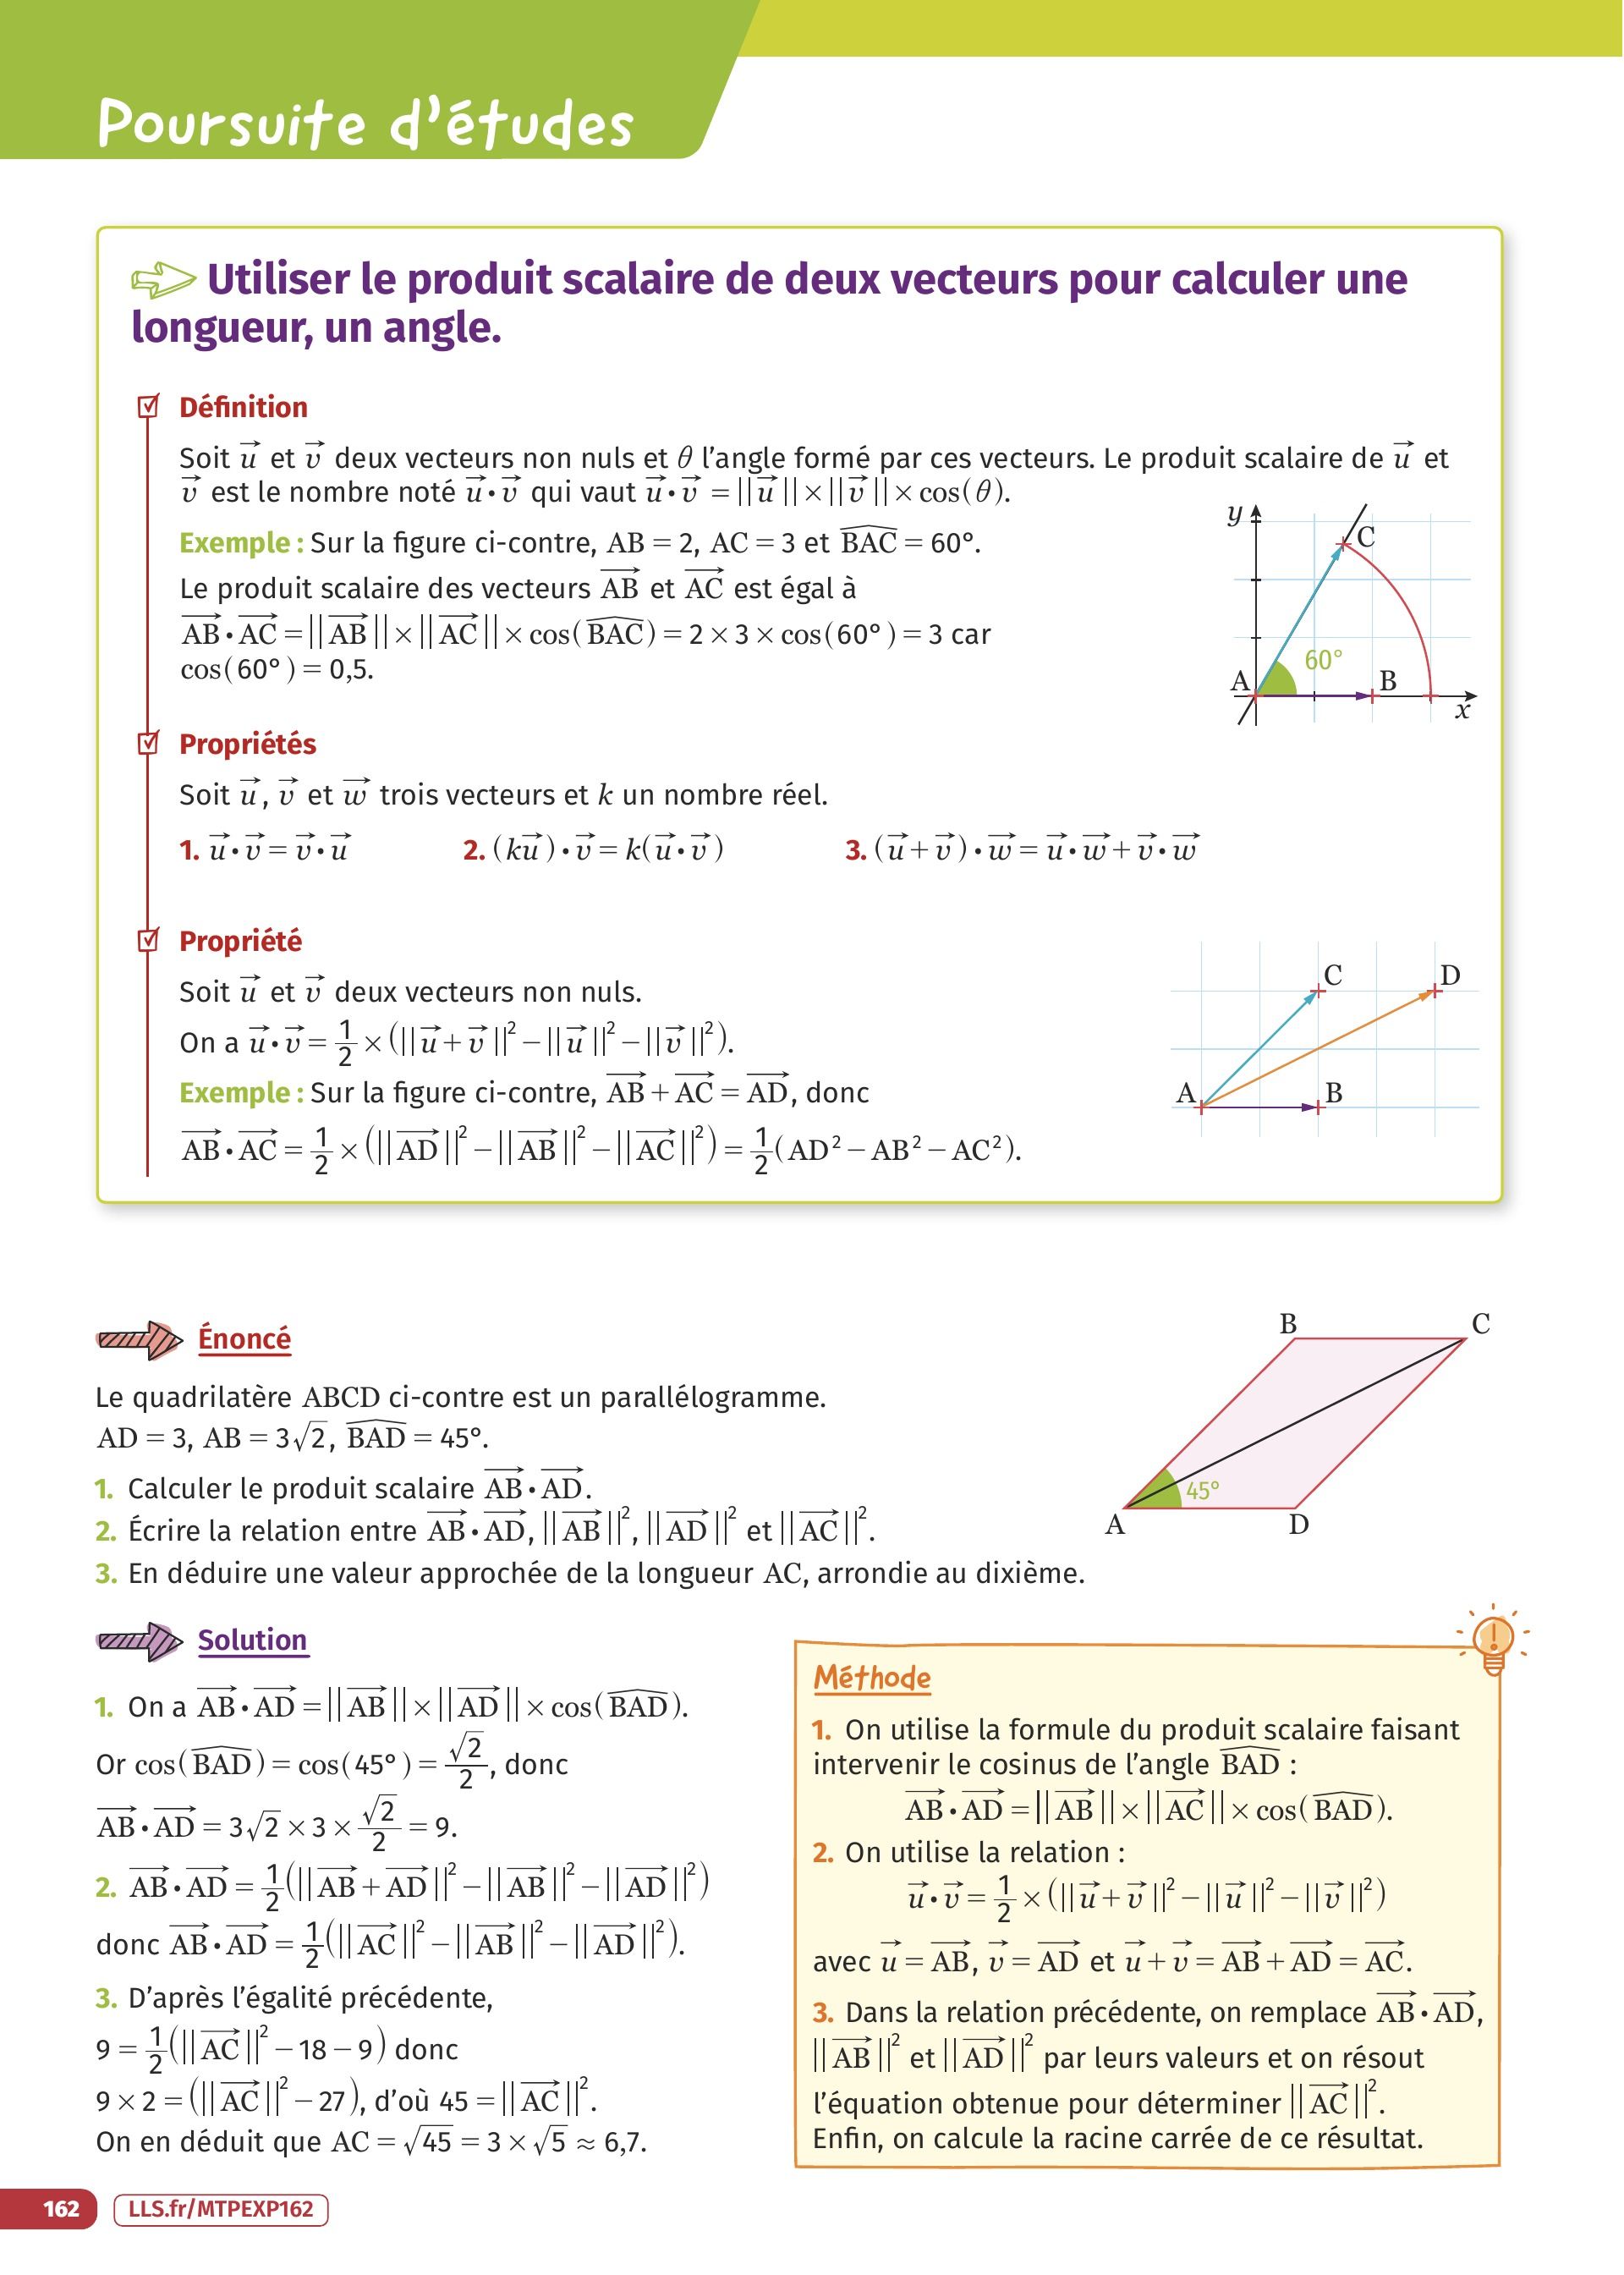 Poursuite d'études
Utiliser le produit scalaire de deux vecteurs pour calculer une
longueur, un angle.
Définition
Soit $\vec{u}$ et $\vec{v}$ deux vecteurs non nuls et θ l'angle formé par ces vecteurs. Le produit scalaire de $\vec{u}$ et
$\vec{v}$ est le nombre noté $\vec{u}\cdot\vec{v}$ qui vaut $\vec{u}\cdot\vec{v} = ||\vec{u}|| \times ||\vec{v}|| \times \cos(\theta)$.
Exemple : Sur la figure ci-contre, AB = 2, AC = 3 et $\widehat{BAC}$ = 60°.
Le produit scalaire des vecteurs $\overrightarrow{AB}$ et $\overrightarrow{AC}$ est égal à
$\overrightarrow{AB}\cdot\overrightarrow{AC} = ||\overrightarrow{AB}|| \times ||\overrightarrow{AC}|| \times \cos(\widehat{BAC}) = 2 \times 3 \times \cos(60°) = 3$ car
cos(60°) = 0,5.
y
C
60°
A
B
x
Propriétés
Soit $\vec{u}$, $\vec{v}$ et $\vec{w}$ trois vecteurs et k un nombre réel.
1. $\vec{u}\cdot\vec{v} = \vec{v}\cdot\vec{u}$ 2. $(k\vec{u})\cdot\vec{v} = k(\vec{u}\cdot\vec{v})$ 3. $(\vec{u}+\vec{v})\cdot\vec{w} = \vec{u}\cdot\vec{w}+\vec{v}\cdot\vec{w}$
Propriété
Soit $\vec{u}$ et $\vec{v}$ deux vecteurs non nuls.
On a $\vec{u}\cdot\vec{v} = \frac{1}{2} \times (||\vec{u}+\vec{v}||^2 - ||\vec{u}||^2 - ||\vec{v}||^2)$.
Exemple : Sur la figure ci-contre, $\overrightarrow{AB}+\overrightarrow{AC} = \overrightarrow{AD}$, donc
$\overrightarrow{AB}\cdot\overrightarrow{AC} = \frac{1}{2} \times (||\overrightarrow{AD}||^2 - ||\overrightarrow{AB}||^2 - ||\overrightarrow{AC}||^2) = \frac{1}{2}(AD^2 - AB^2 - AC^2)$.
C
D
A
B
Énoncé
Le quadrilatère ABCD ci-contre est un parallélogramme.
AD = 3, AB = $3\sqrt{2}$, $\widehat{BAD}$ = 45°.
1. Calculer le produit scalaire $\overrightarrow{AB}\cdot\overrightarrow{AD}$.
2. Écrire la relation entre $\overrightarrow{AB}\cdot\overrightarrow{AD}$, $||\overrightarrow{AB}||^2$, $||\overrightarrow{AD}||^2$ et $||\overrightarrow{AC}||^2$.
3. En déduire une valeur approchée de la longueur AC, arrondie au dixième.
B
C
45°
A
D
Solution
1. On a $\overrightarrow{AB}\cdot\overrightarrow{AD} = ||\overrightarrow{AB}|| \times ||\overrightarrow{AD}|| \times \cos(\widehat{BAD})$.
Or $\cos(\widehat{BAD}) = \cos(45°) = \frac{\sqrt{2}}{2}$, donc
$\overrightarrow{AB}\cdot\overrightarrow{AD} = 3\sqrt{2} \times 3 \times \frac{\sqrt{2}}{2} = 9$.
2. $\overrightarrow{AB}\cdot\overrightarrow{AD} = \frac{1}{2}(||\overrightarrow{AB}+\overrightarrow{AD}||^2 - ||\overrightarrow{AB}||^2 - ||\overrightarrow{AD}||^2)$
donc $\overrightarrow{AB}\cdot\overrightarrow{AD} = \frac{1}{2}(||\overrightarrow{AC}||^2 - ||\overrightarrow{AB}||^2 - ||\overrightarrow{AD}||^2)$.
3. D'après l'égalité précédente,
$9 = \frac{1}{2}(||\overrightarrow{AC}||^2 - 18 - 9)$ donc
$9 \times 2 = (||\overrightarrow{AC}||^2 - 27)$, d'où $45 = ||\overrightarrow{AC}||^2$.
On en déduit que AC = $\sqrt{45} = 3 \times \sqrt{5} \approx 6,7$.
Méthode
1. On utilise la formule du produit scalaire faisant
intervenir le cosinus de l'angle $\widehat{BAD}$ :
$\overrightarrow{AB}\cdot\overrightarrow{AD} = ||\overrightarrow{AB}|| \times ||\overrightarrow{AC}|| \times \cos(\widehat{BAD})$.
2. On utilise la relation :
$\vec{u}\cdot\vec{v} = \frac{1}{2} \times (||\vec{u}+\vec{v}||^2 - ||\vec{u}||^2 - ||\vec{v}||^2)$
avec $\vec{u} = \overrightarrow{AB}$, $\vec{v} = \overrightarrow{AD}$ et $\vec{u}+\vec{v} = \overrightarrow{AB}+\overrightarrow{AD} = \overrightarrow{AC}$.
3. Dans la relation précédente, on remplace $\overrightarrow{AB}\cdot\overrightarrow{AD}$,
$||\overrightarrow{AB}||^2$ et $||\overrightarrow{AD}||^2$ par leurs valeurs et on résout
l'équation obtenue pour déterminer $||\overrightarrow{AC}||^2$.
Enfin, on calcule la racine carrée de ce résultat.
162
LLS.fr/MTPEXP162